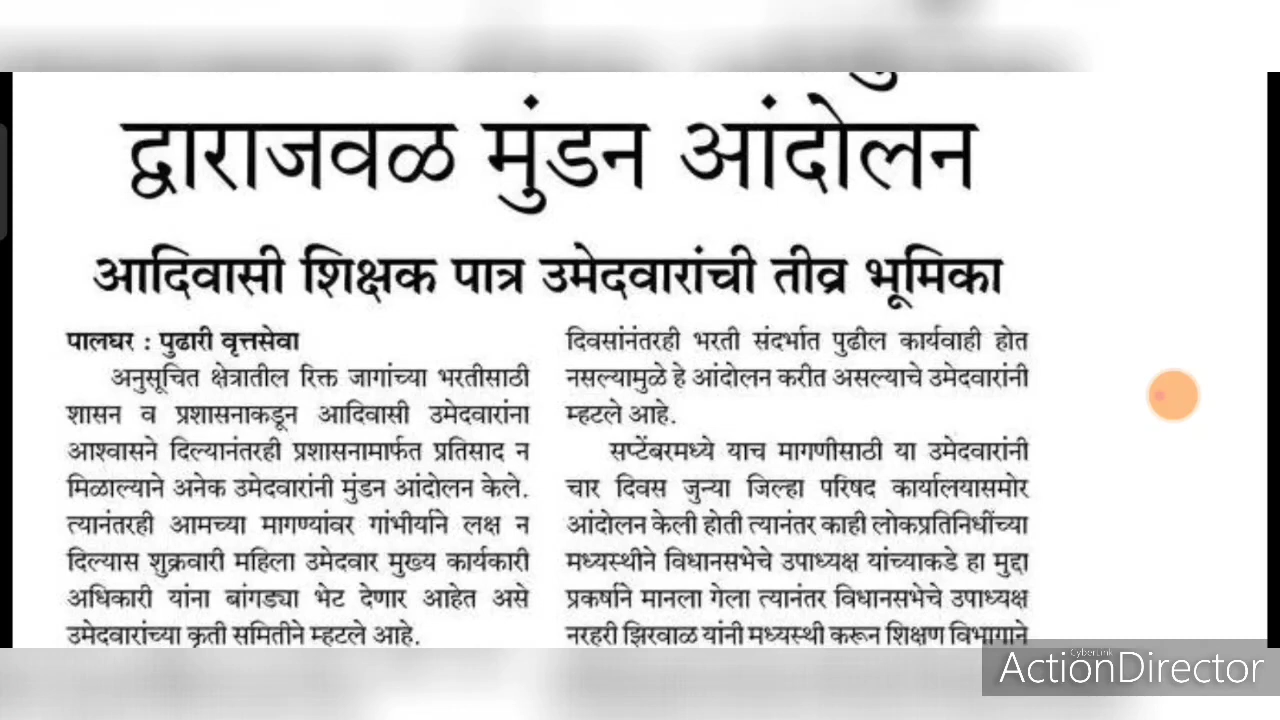 द्वाराजवळ मुंडन आंदोलन
आदिवासी शिक्षक पात्र उमेदवारांची तीव्र भूमिका
पालघर : पुढारी वृत्तसेवा
अनुसूचित क्षेत्रातील रिक्त जागांच्या भरतीसाठी
शासन व प्रशासनाकडून आदिवासी उमेदवारांना
आश्वासने दिल्यानंतरही प्रशासनामार्फत प्रतिसाद न
मिळाल्याने अनेक उमेदवारांनी मुंडन आंदोलन केले.
त्यानंतरही आमच्या मागण्यांवर गांभीर्याने लक्ष न
दिल्यास शुक्रवारी महिला उमेदवार मुख्य कार्यकारी
अधिकारी यांना बांगड्या भेट देणार आहेत असे
उमेदवारांच्या कृती समितीने म्हटले आहे.
दिवसांनंतरही भरती संदर्भात पुढील कार्यवाही होत
नसल्यामुळे हे आंदोलन करीत असल्याचे उमेदवारांनी
म्हटले आहे.
सप्टेंबरमध्ये याच मागणीसाठी या उमेदवारांनी
चार दिवस जुन्या जिल्हा परिषद कार्यालयासमोर
आंदोलन केली होती त्यानंतर काही लोकप्रतिनिधींच्या
मध्यस्थीने विधानसभेचे उपाध्यक्ष यांच्याकडे हा मुद्दा
प्रकर्षाने मानला गेला त्यानंतर विधानसभेचे उपाध्यक्ष
नरहरी झिरवाळ यांनी मध्यस्थी करून शिक्षण विभागाने
CyberLink
ActionDirector